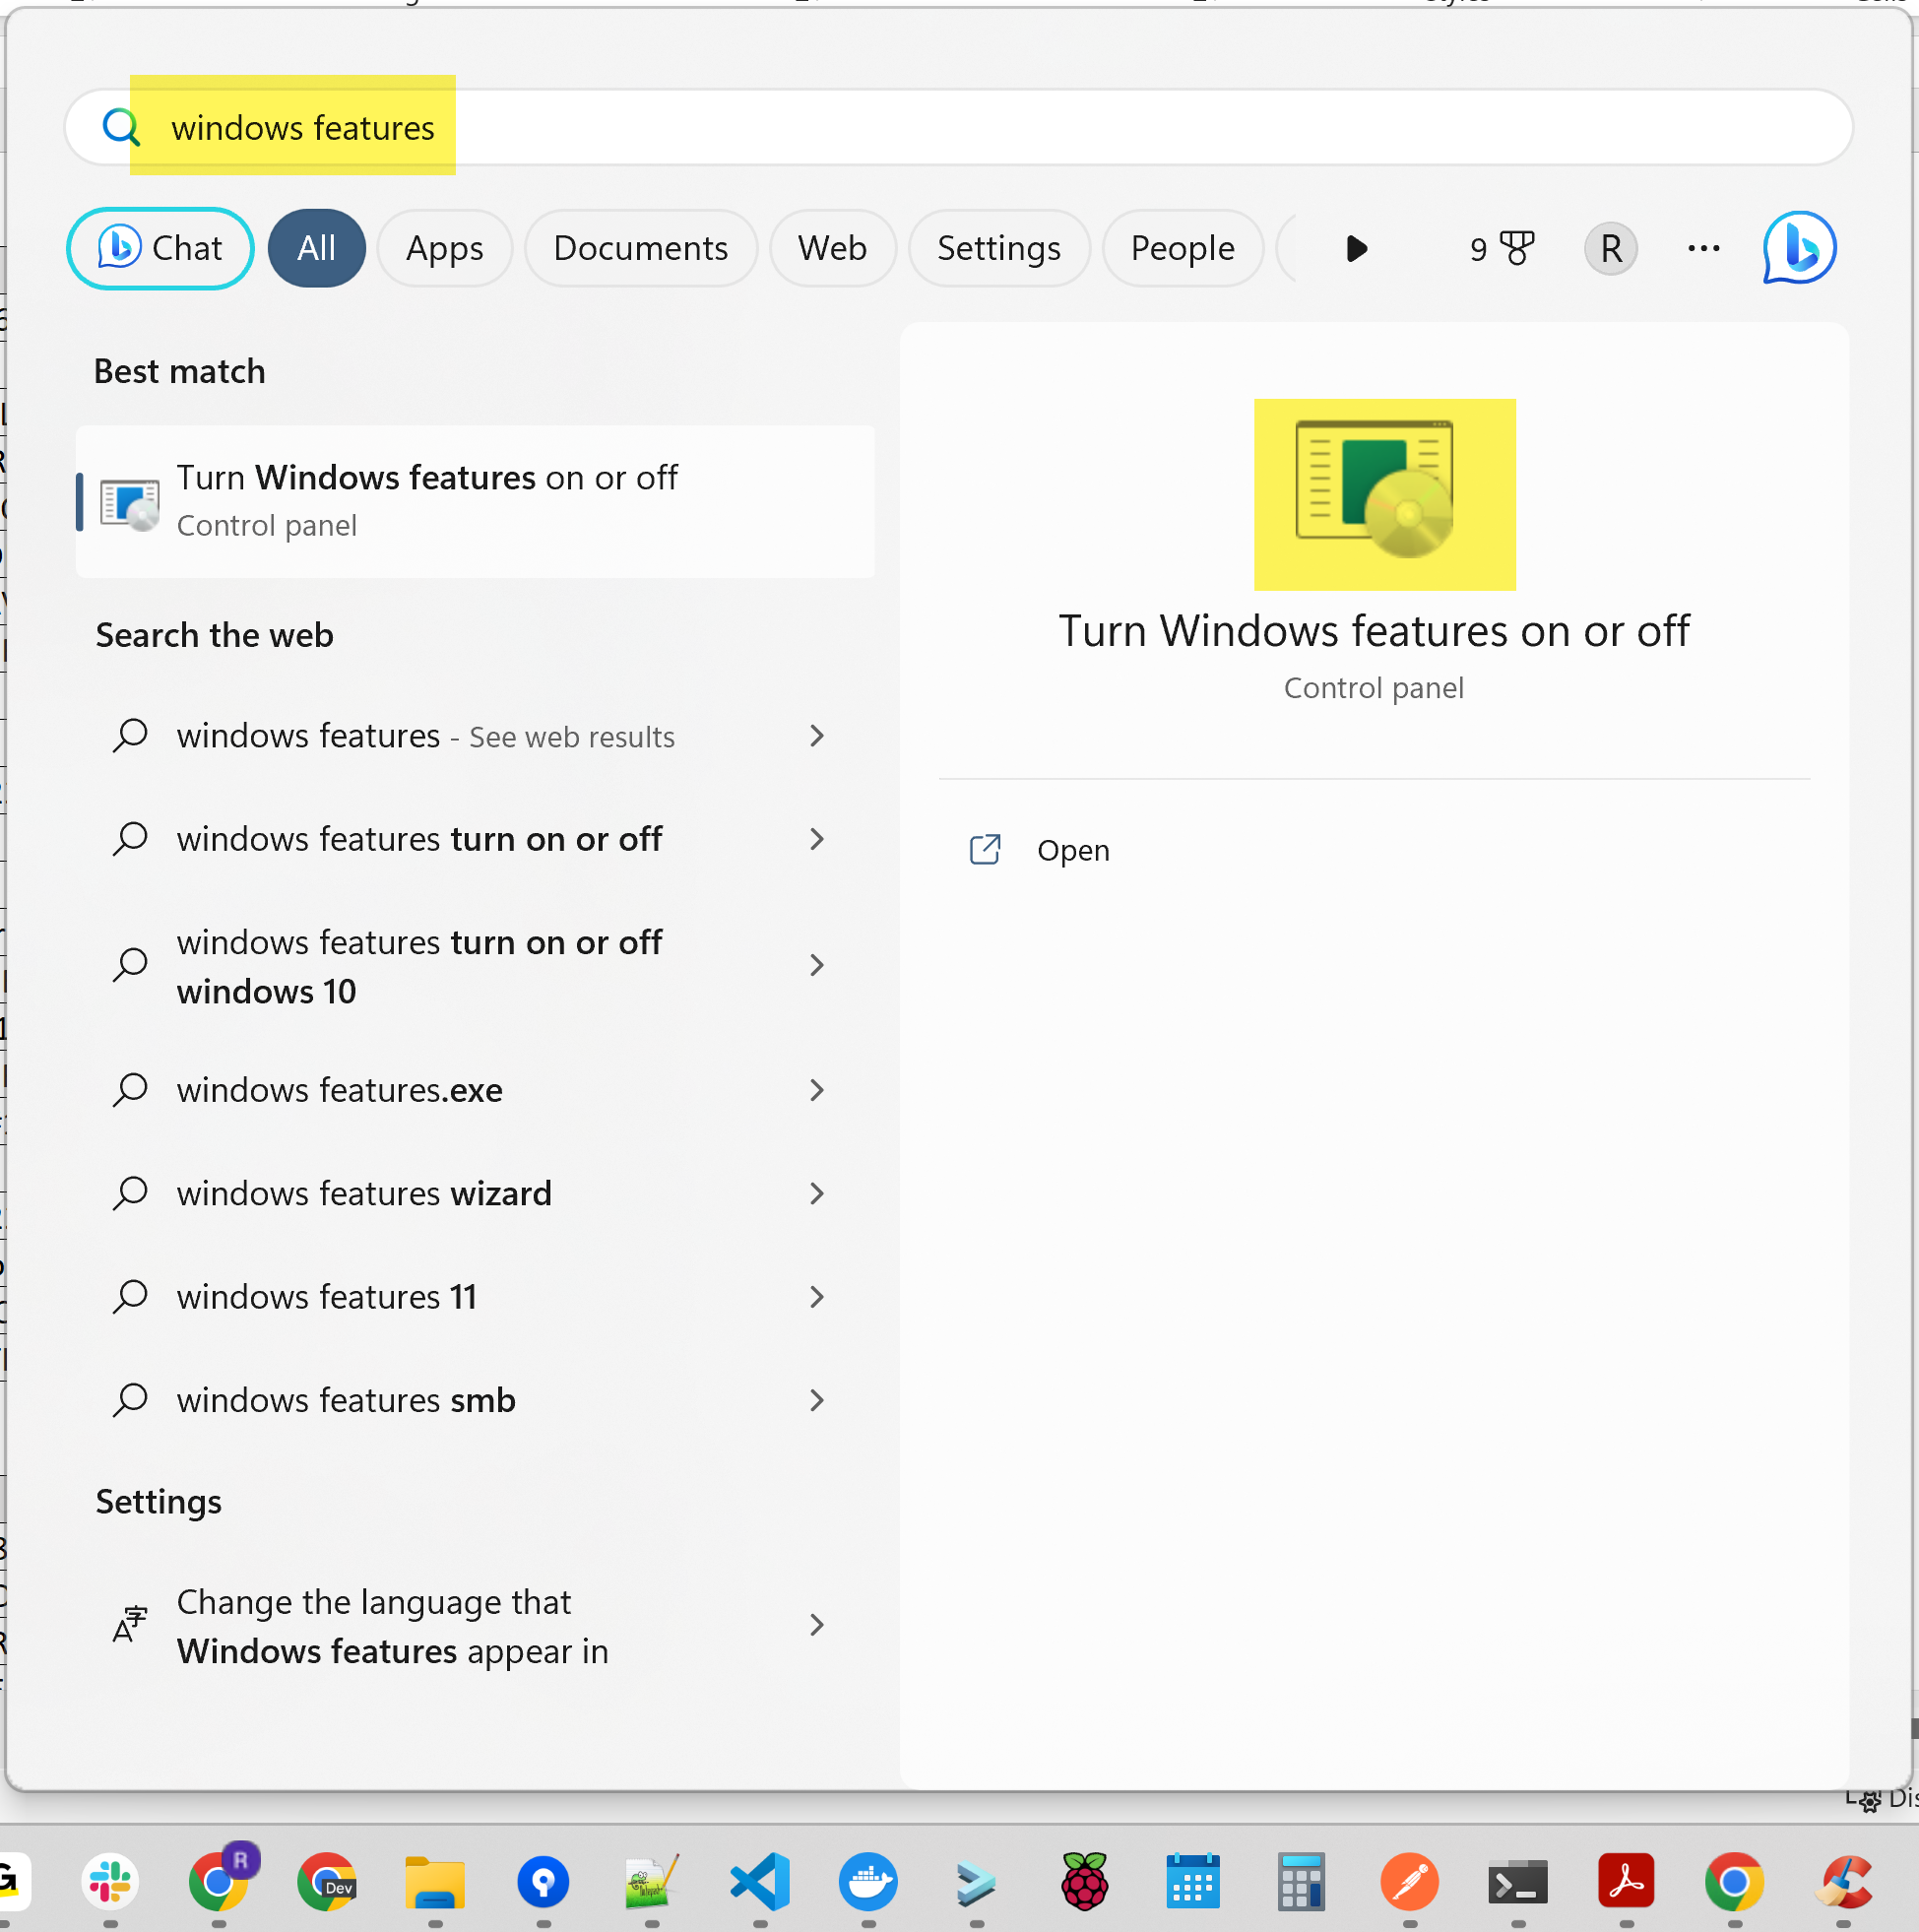 windows features
Chat
All
Apps
Documents
Web
Settings
People
9
R
Best match
Turn Windows features on or off
Control panel
Search the web
windows features - See web results
windows features turn on or off
windows features turn on or off
windows 10
windows features.exe
windows features wizard
windows features 11
windows features smb
Settings
Change the language that
Windows features appear in
Turn Windows features on or off
Control panel
Open
R
Dev